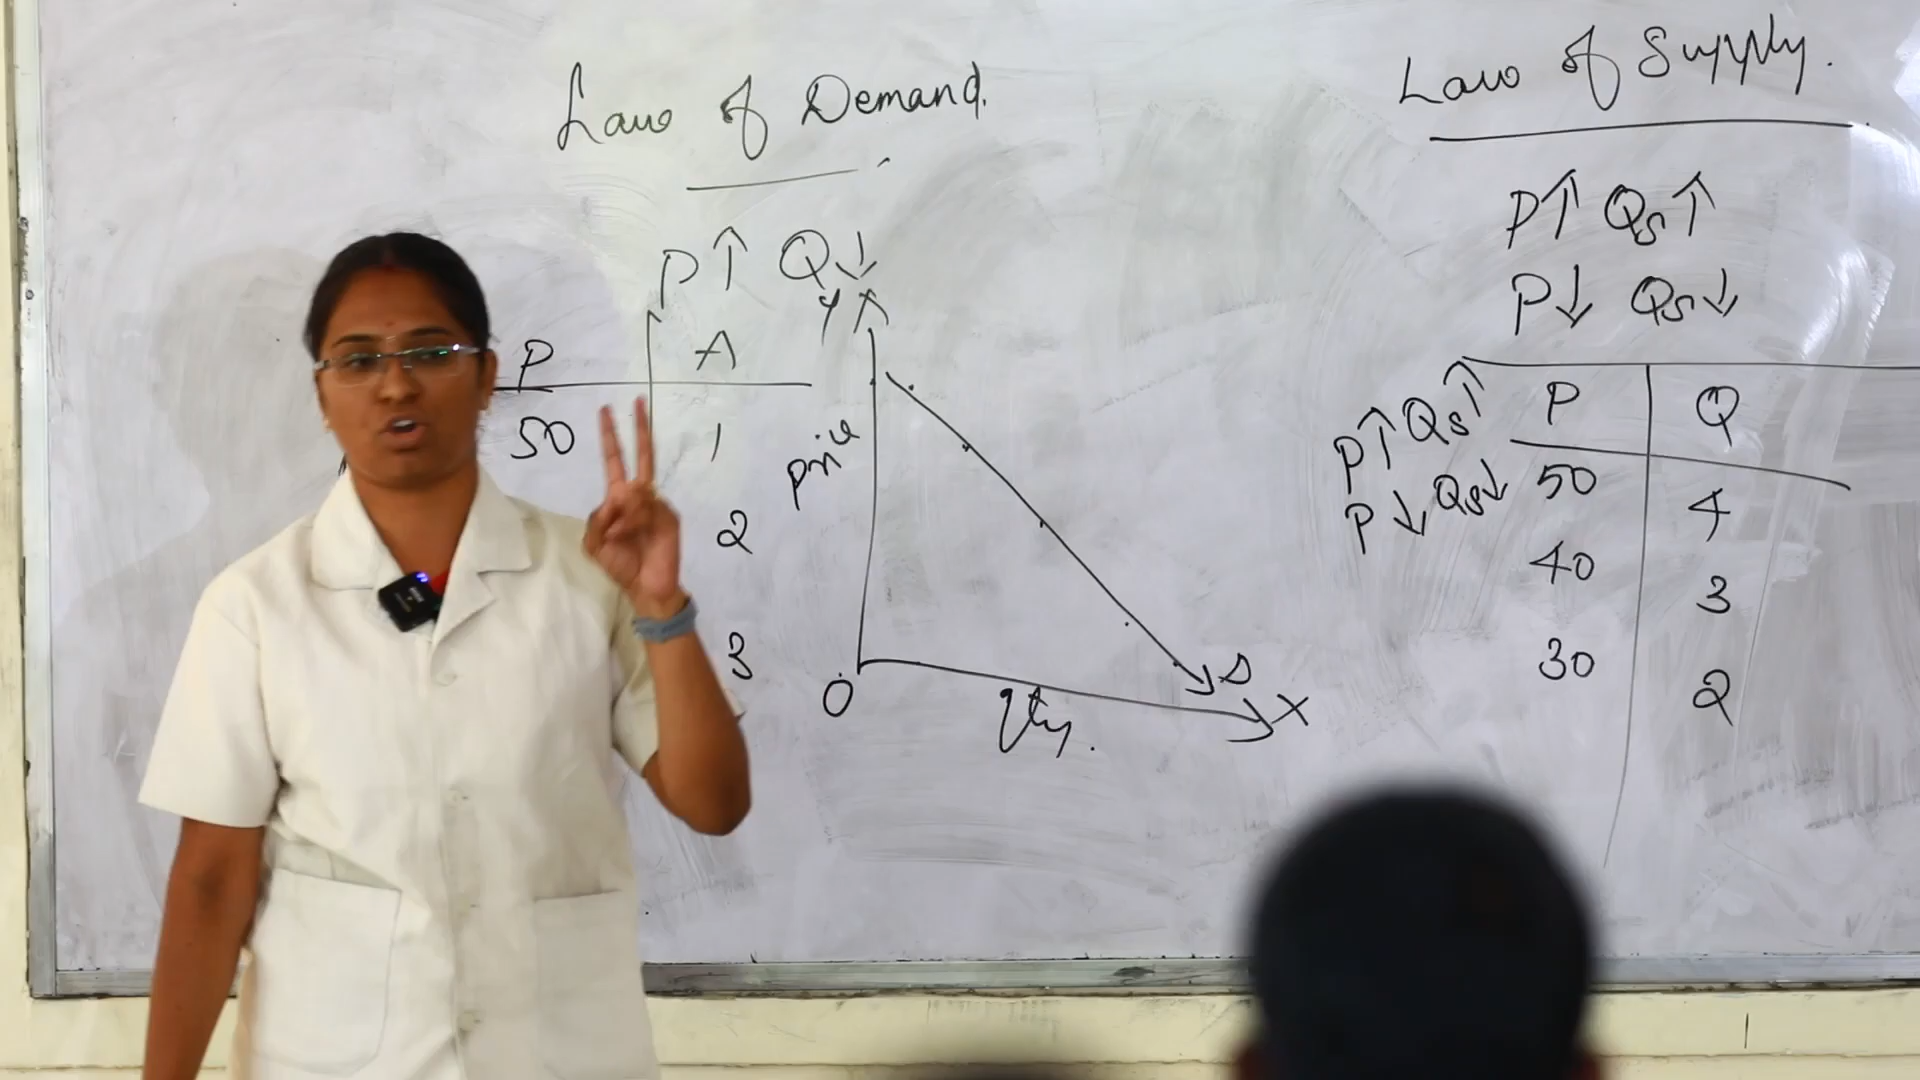 Law of Demand.
P↑ Q↓
P A
50 1
2
3
Y
price
O
Qty.
D
X
Law of Supply.
P↑ Qs↑
P↓ Qs↓
P↑ Qs↑
P↓ Qs↓
P Q
50 4
40 3
30 2